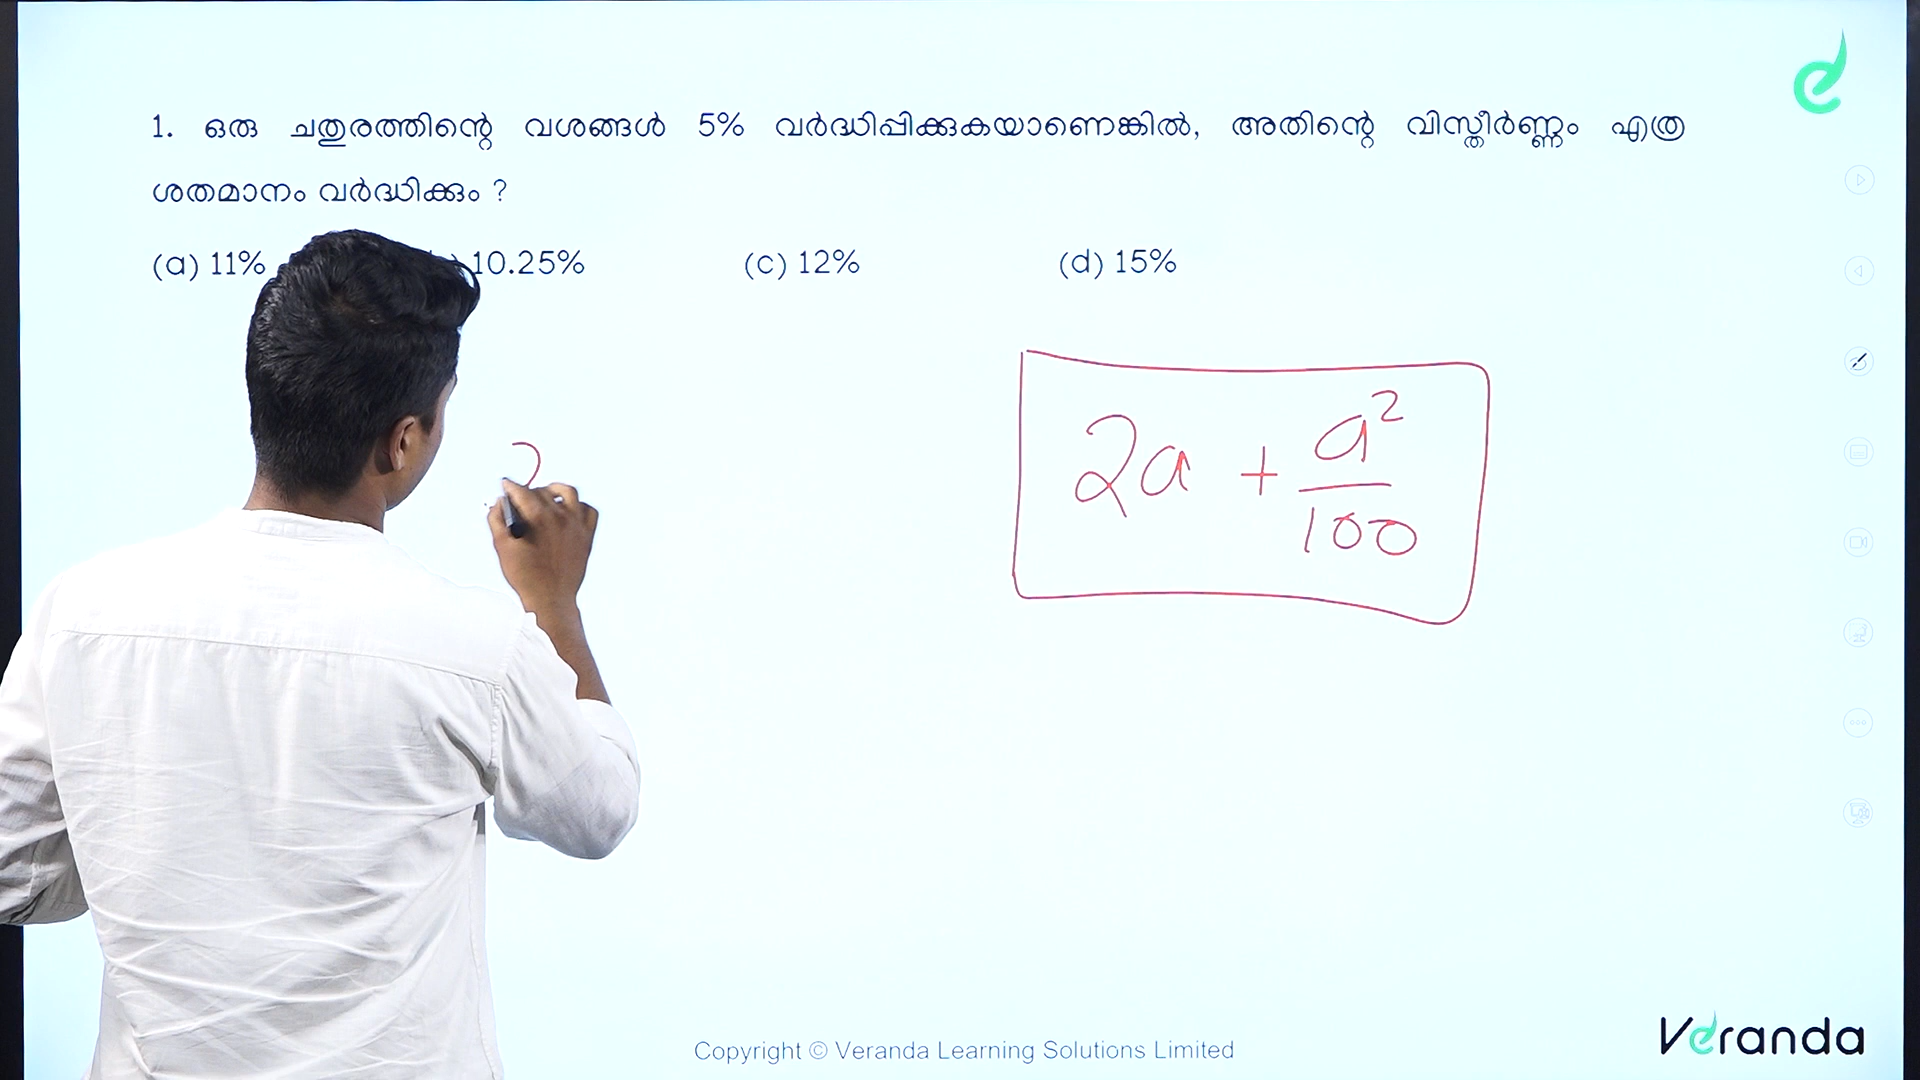 1. ഒരു ചതുരത്തിന്റെ വശങ്ങൾ 5% വർദ്ധിപ്പിക്കുകയാണെങ്കിൽ, അതിന്റെ വിസ്തീർണ്ണം എത്ര
ശതമാനം വർദ്ധിക്കും ?
(a) 11% 10.25% (c) 12% (d) 15%
2
2a + a²/100
Veranda
Copyright © Veranda Learning Solutions Limited